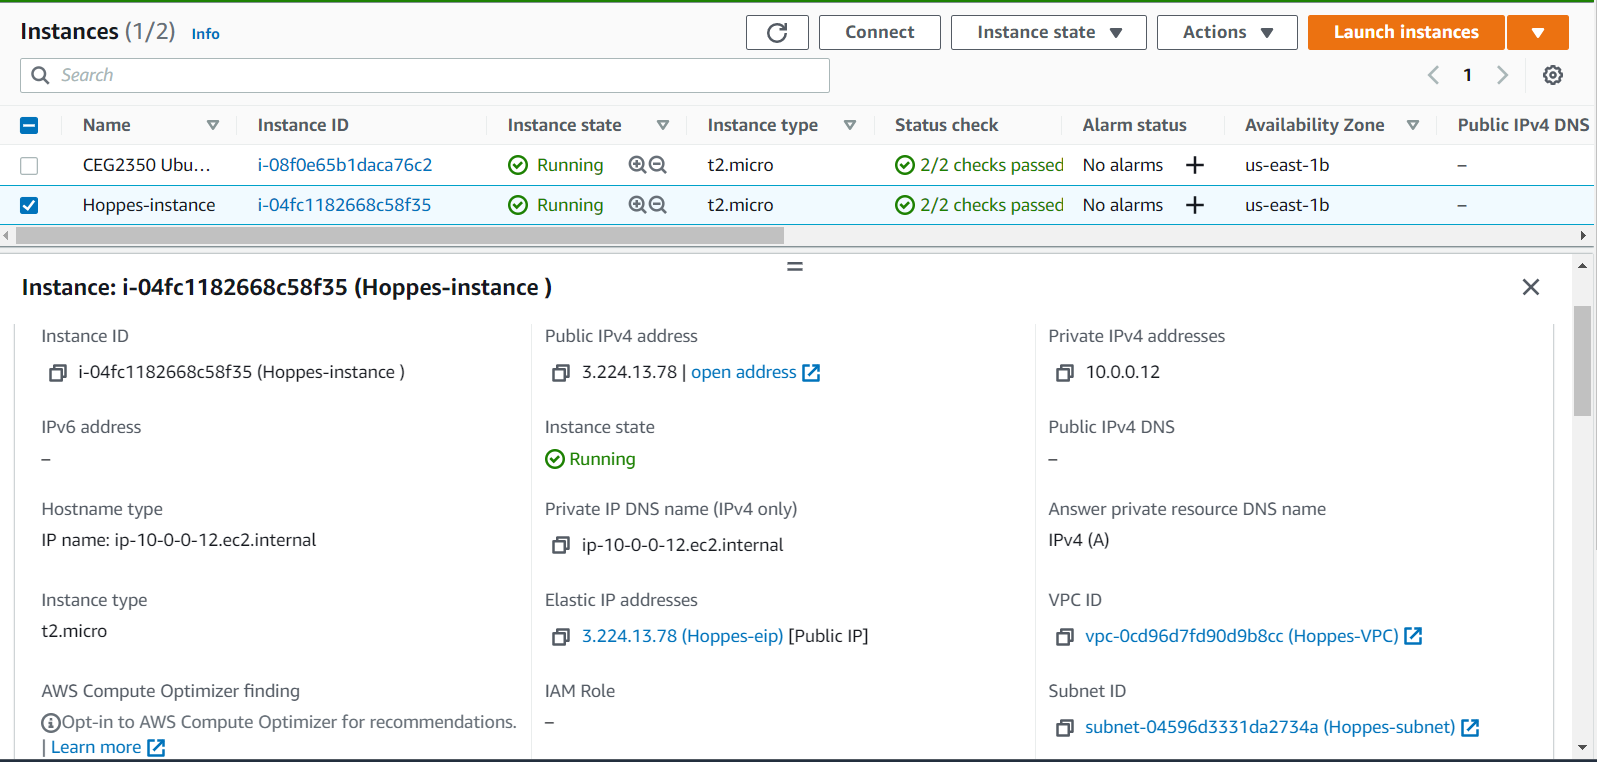 Instances (1/2) Info
Connect Instance state Actions Launch instances
Search
1
Name Instance ID Instance state Instance type Status check Alarm status Availability Zone Public IPv4 DNS
CEG2350 Ubu... i-08f0e65b1daca76c2 Running t2.micro 2/2 checks passed No alarms + us-east-1b –
Hoppes-instance i-04fc1182668c58f35 Running t2.micro 2/2 checks passed No alarms + us-east-1b –
Instance: i-04fc1182668c58f35 (Hoppes-instance )
Instance ID Public IPv4 address Private IPv4 addresses
i-04fc1182668c58f35 (Hoppes-instance ) 3.224.13.78 | open address 10.0.0.12
IPv6 address Instance state Public IPv4 DNS
– Running –
Hostname type Private IP DNS name (IPv4 only) Answer private resource DNS name
IP name: ip-10-0-0-12.ec2.internal ip-10-0-0-12.ec2.internal IPv4 (A)
Instance type Elastic IP addresses VPC ID
t2.micro 3.224.13.78 (Hoppes-eip) [Public IP] vpc-0cd96d7fd90d9b8cc (Hoppes-VPC)
AWS Compute Optimizer finding IAM Role Subnet ID
Opt-in to AWS Compute Optimizer for recommendations. – subnet-04596d3331da2734a (Hoppes-subnet)
| Learn more